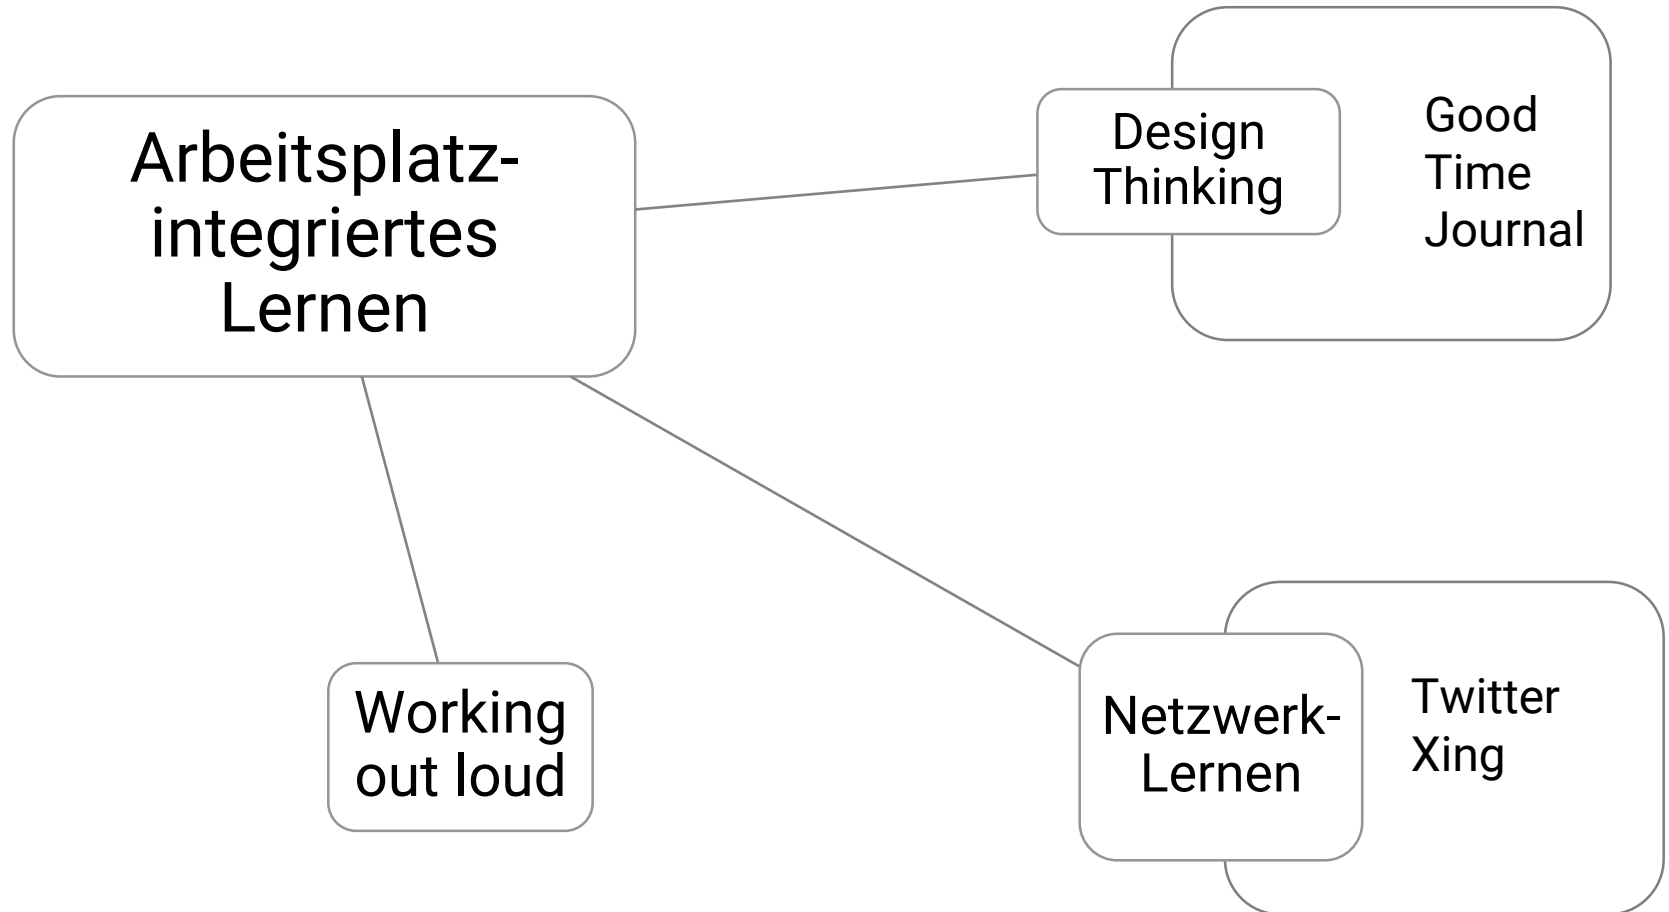 Arbeitsplatz-
integriertes
Lernen
Design
Thinking
Good
Time
Journal
Working
out loud
Netzwerk-
Lernen
Twitter
Xing